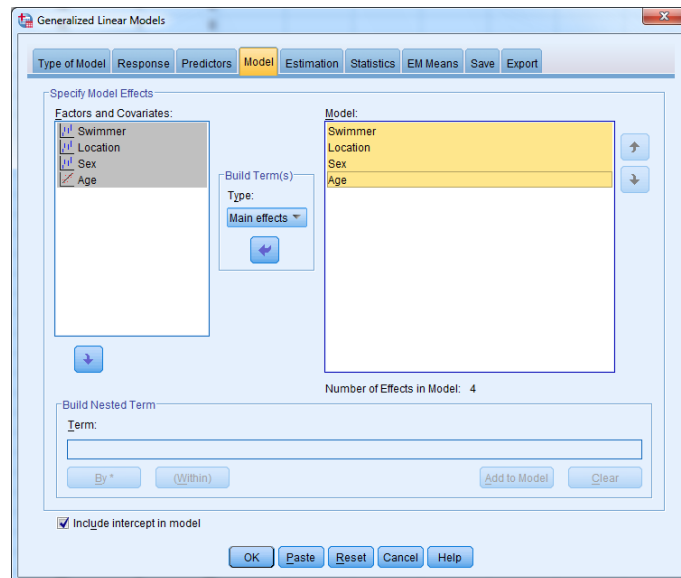 Generalized Linear Models
Type of Model Response Predictors Model Estimation Statistics EM Means Save Export
Specify Model Effects
Factors and Covariates:
Swimmer
Location
Sex
Age
Build Term(s)
Type:
Main effects
Model:
Swimmer
Location
Sex
Age
Number of Effects in Model: 4
Build Nested Term
Term:
By *
(Within)
Add to Model
Clear
Include intercept in model
OK Paste Reset Cancel Help